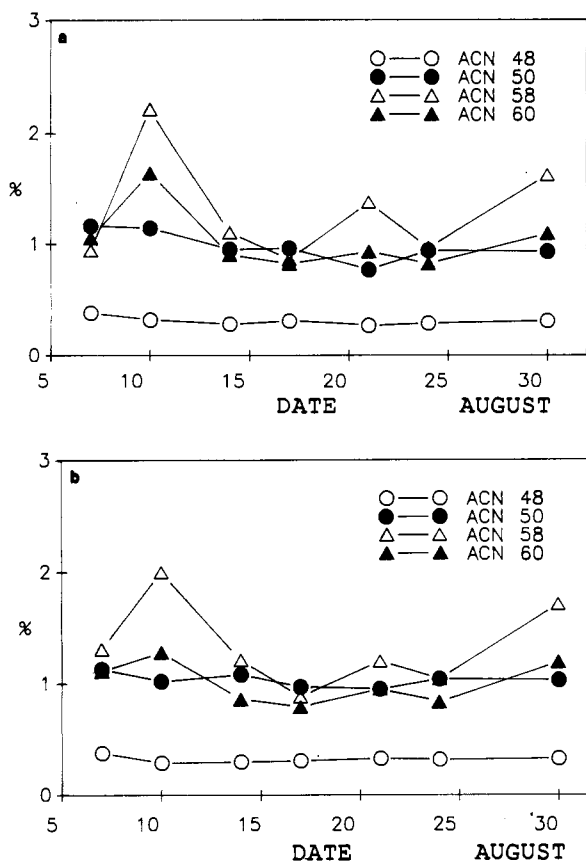 3
a
ACN 48
ACN 50
ACN 58
ACN 60
2
%
1
0
5 10 15 20 25 30
DATE AUGUST
3
b
ACN 48
ACN 50
ACN 58
ACN 60
2
%
1
0
5 10 15 20 25 30
DATE AUGUST